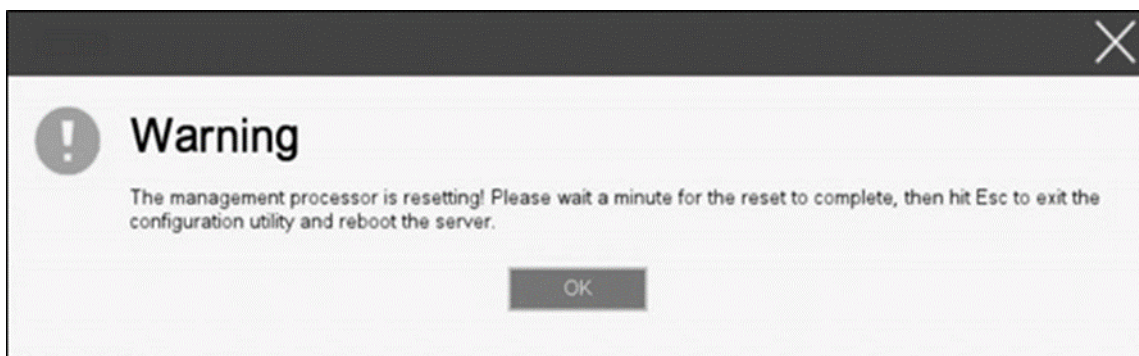 Warning
The management processor is resetting! Please wait a minute for the reset to complete, then hit Esc to exit the
configuration utility and reboot the server.
OK